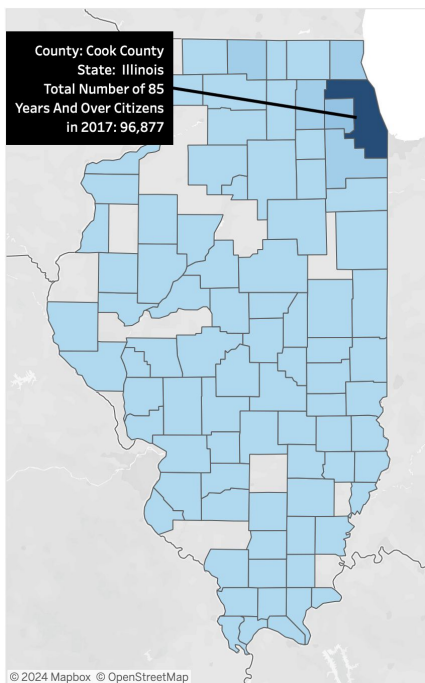 County: Cook County
State: Illinois
Total Number of 85
Years And Over Citizens
in 2017: 96,877
© 2024 Mapbox © OpenStreetMap